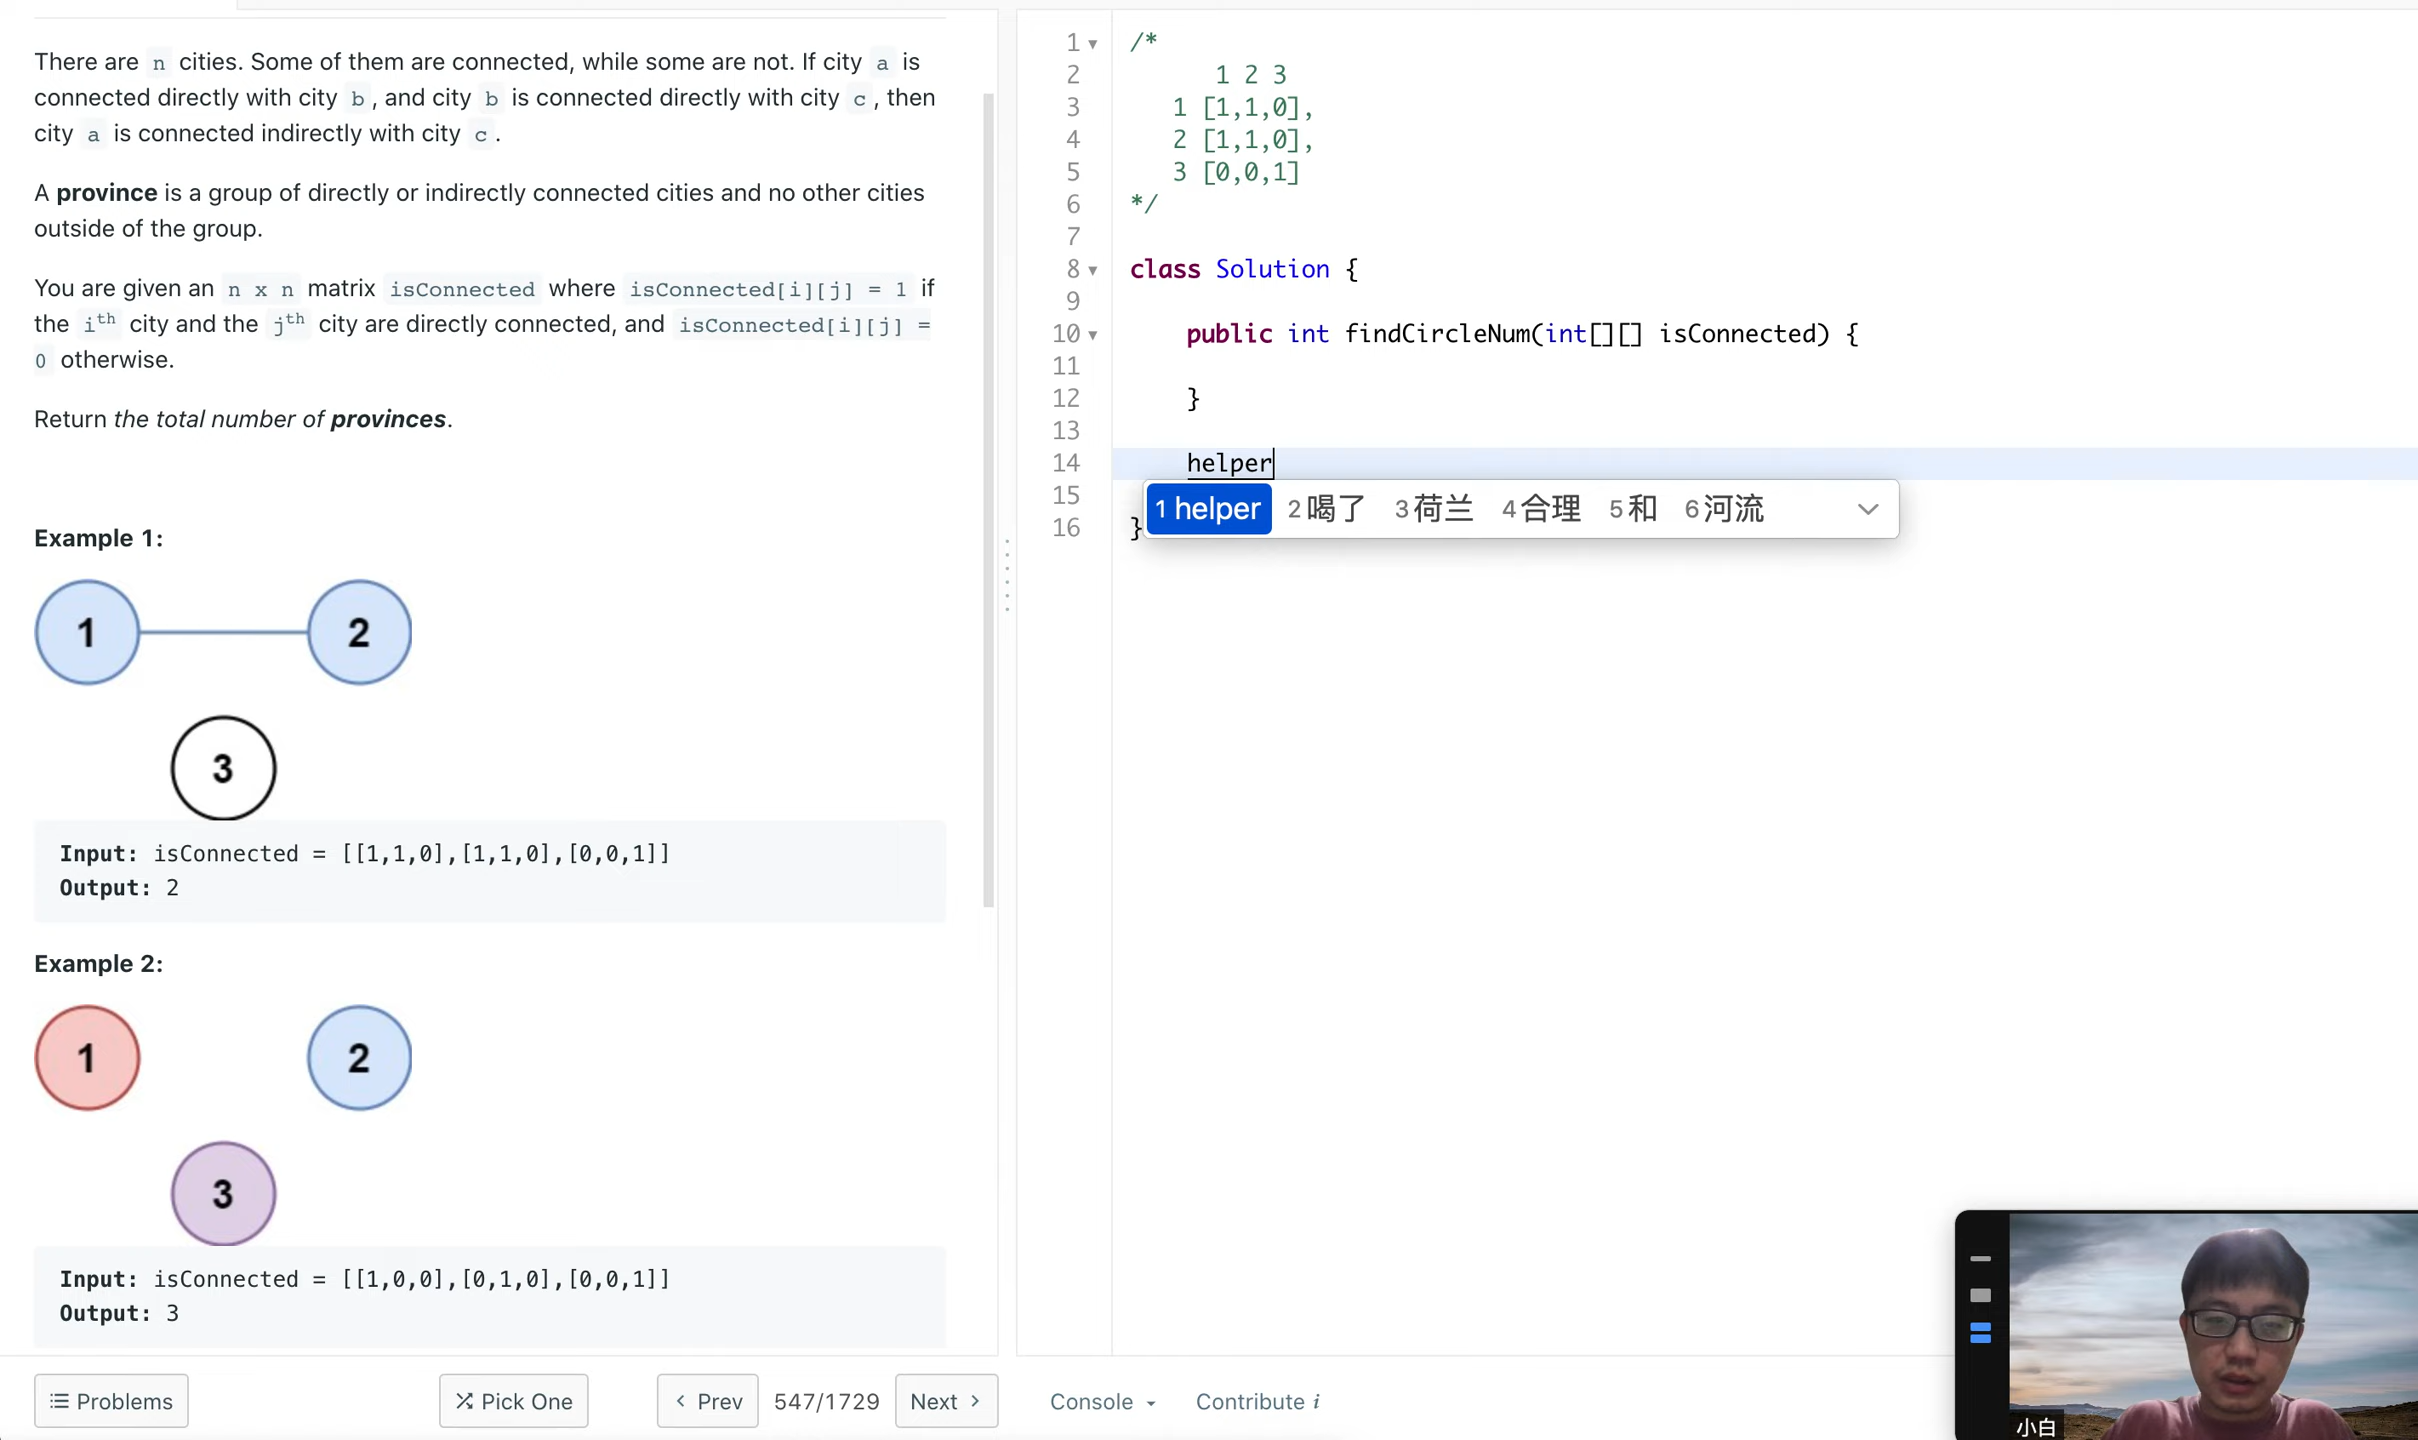 There are n cities. Some of them are connected, while some are not. If city a is
connected directly with city b , and city b is connected directly with city c , then
city a is connected indirectly with city c .
A province is a group of directly or indirectly connected cities and no other cities
outside of the group.
You are given an n x n matrix isConnected where isConnected[i][j] = 1 if
the ith city and the jth city are directly connected, and isConnected[i][j] =
0 otherwise.
Return the total number of provinces.
Example 1:
1
2
3
Input: isConnected = [[1,1,0],[1,1,0],[0,0,1]]
Output: 2
Example 2:
1
2
3
Input: isConnected = [[1,0,0],[0,1,0],[0,0,1]]
Output: 3
Problems
Pick One
Prev
547/1729
Next
1 /*
2 1 2 3
3 1 [1,1,0],
4 2 [1,1,0],
5 3 [0,0,1]
6 */
7
8 class Solution {
9
10 public int findCircleNum(int[][] isConnected) {
11
12 }
13
14 helper
15
16 }
1 helper 2 喝了 3 荷兰 4 合理 5 和 6 河流
Console
Contribute i
小白